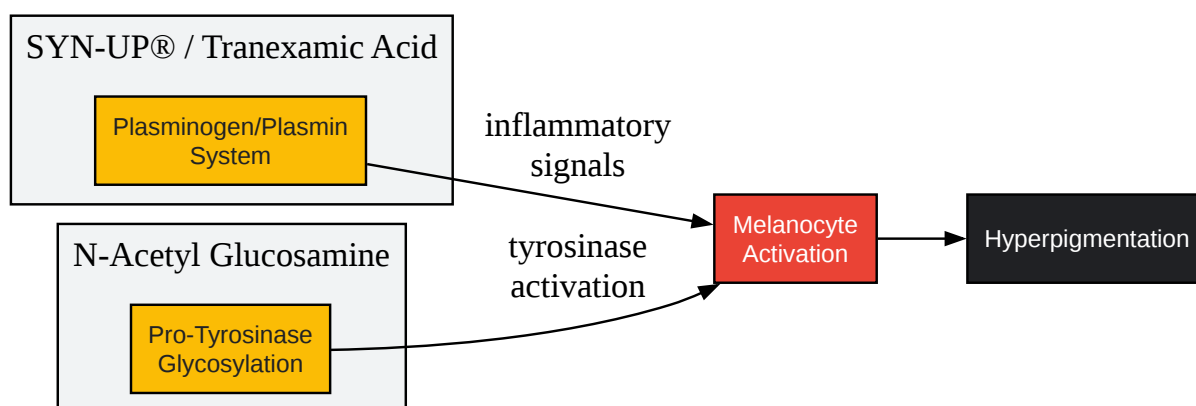 SYN-UP® / Tranexamic Acid
Plasminogen/Plasmin
System
inflammatory
signals
N-Acetyl Glucosamine
Pro-Tyrosinase
Glycosylation
tyrosinase
activation
Melanocyte
Activation
Hyperpigmentation